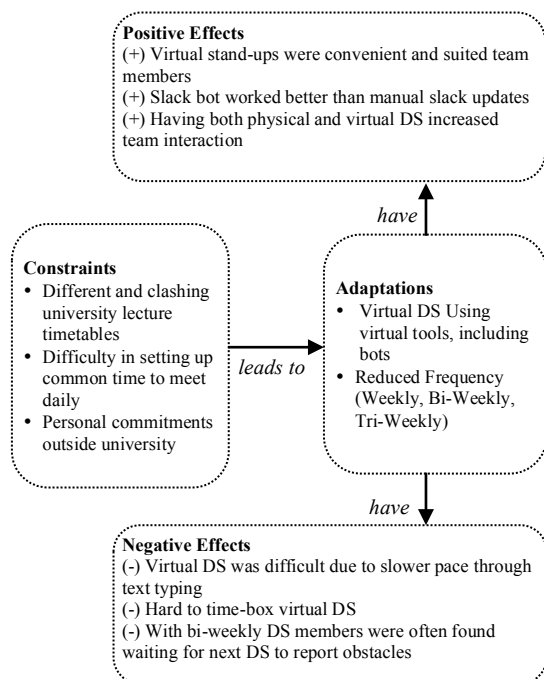 Positive Effects
(+) Virtual stand-ups were convenient and suited team
members
(+) Slack bot worked better than manual slack updates
(+) Having both physical and virtual DS increased
team interaction
have
Constraints
• Different and clashing
university lecture
timetables
• Difficulty in setting up
common time to meet
daily
• Personal commitments
outside university
leads to
Adaptations
• Virtual DS Using
virtual tools, including
bots
• Reduced Frequency
(Weekly, Bi-Weekly,
Tri-Weekly)
have
Negative Effects
(-) Virtual DS was difficult due to slower pace through
text typing
(-) Hard to time-box virtual DS
(-) With bi-weekly DS members were often found
waiting for next DS to report obstacles